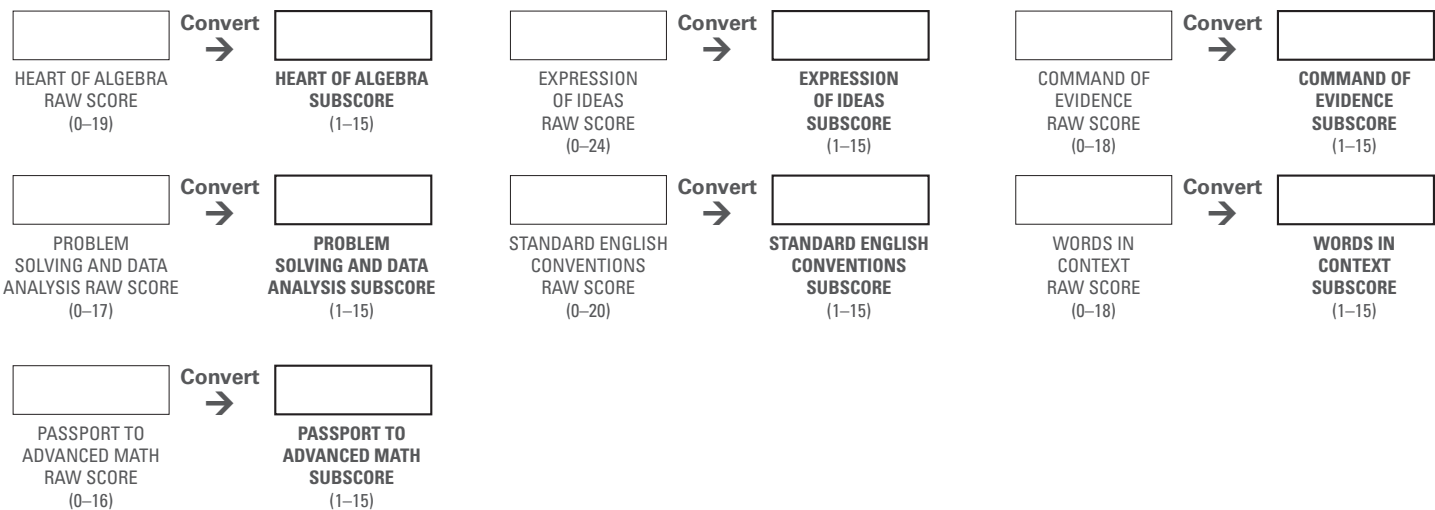 Convert
→
HEART OF ALGEBRA
RAW SCORE
(0–19)
HEART OF ALGEBRA
SUBSCORE
(1–15)
Convert
→
EXPRESSION
OF IDEAS
RAW SCORE
(0–24)
EXPRESSION
OF IDEAS
SUBSCORE
(1–15)
Convert
→
COMMAND OF
EVIDENCE
RAW SCORE
(0–18)
COMMAND OF
EVIDENCE
SUBSCORE
(1–15)
Convert
→
PROBLEM
SOLVING AND DATA
ANALYSIS RAW SCORE
(0–17)
PROBLEM
SOLVING AND DATA
ANALYSIS SUBSCORE
(1–15)
Convert
→
STANDARD ENGLISH
CONVENTIONS
RAW SCORE
(0–20)
STANDARD ENGLISH
CONVENTIONS
SUBSCORE
(1–15)
Convert
→
WORDS IN
CONTEXT
RAW SCORE
(0–18)
WORDS IN
CONTEXT
SUBSCORE
(1–15)
Convert
→
PASSPORT TO
ADVANCED MATH
RAW SCORE
(0–16)
PASSPORT TO
ADVANCED MATH
SUBSCORE
(1–15)